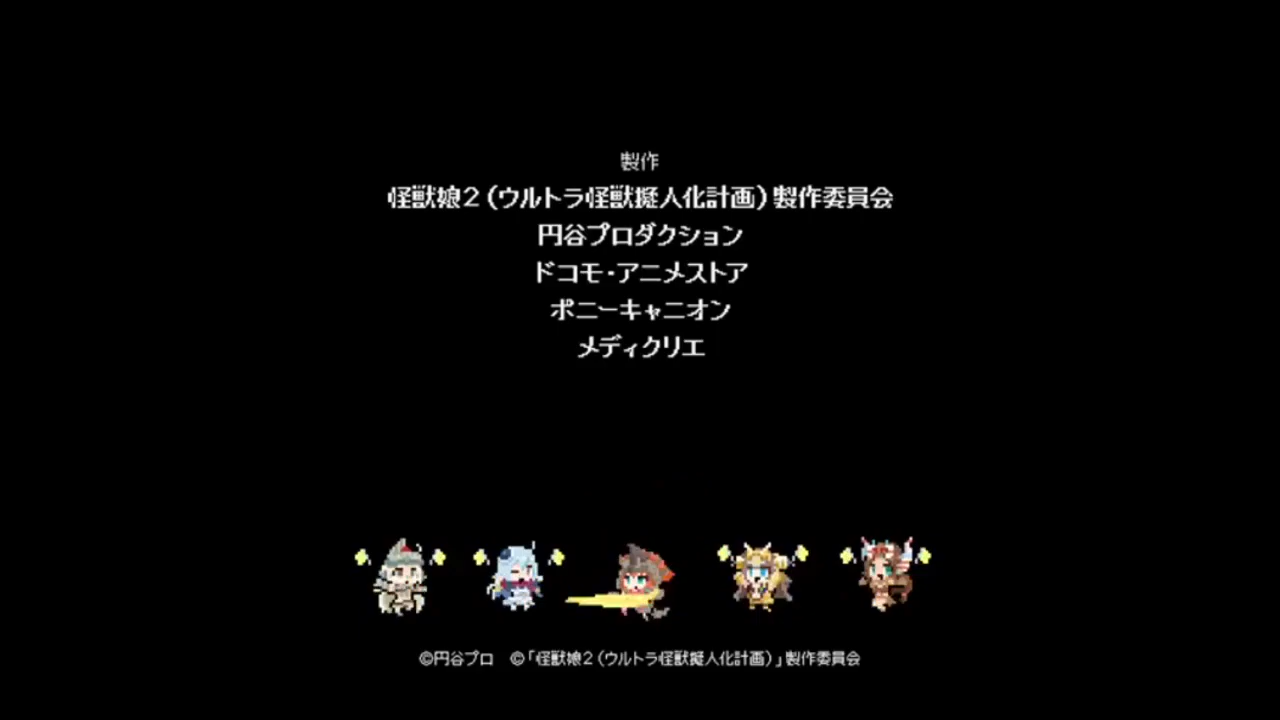 製作
怪獣娘2（ウルトラ怪獣擬人化計画）製作委員会
円谷プロダクション
ドコモ・アニメストア
ポニーキャニオン
メディクリエ
©円谷プロ ©「怪獣娘2（ウルトラ怪獣擬人化計画）」製作委員会